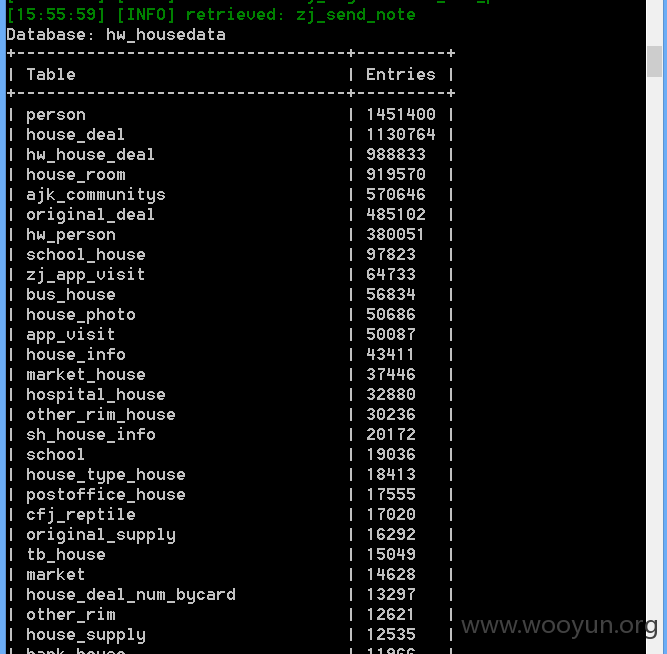 [15:55:59] [INFO] retrieved: zj_send_note
Database: hw_housedata
+---------------------------------+---------+
| Table | Entries |
+---------------------------------+---------+
| person | 1451400 |
| house_deal | 1130764 |
| hw_house_deal | 988833 |
| house_room | 919570 |
| ajk_communitys | 570646 |
| original_deal | 485102 |
| hw_person | 380051 |
| school_house | 97823 |
| zj_app_visit | 64733 |
| bus_house | 56834 |
| house_photo | 50686 |
| app_visit | 50087 |
| house_info | 43411 |
| market_house | 37446 |
| hospital_house | 32880 |
| other_rim_house | 30236 |
| sh_house_info | 20172 |
| school | 19036 |
| house_type_house | 18413 |
| postoffice_house | 17555 |
| cfj_reptile | 17020 |
| original_supply | 16292 |
| tb_house | 15049 |
| market | 14628 |
| house_deal_num_bycard | 13297 |
| other_rim | 12621 |
| house_supply | 12535 |
www.wooyun.org